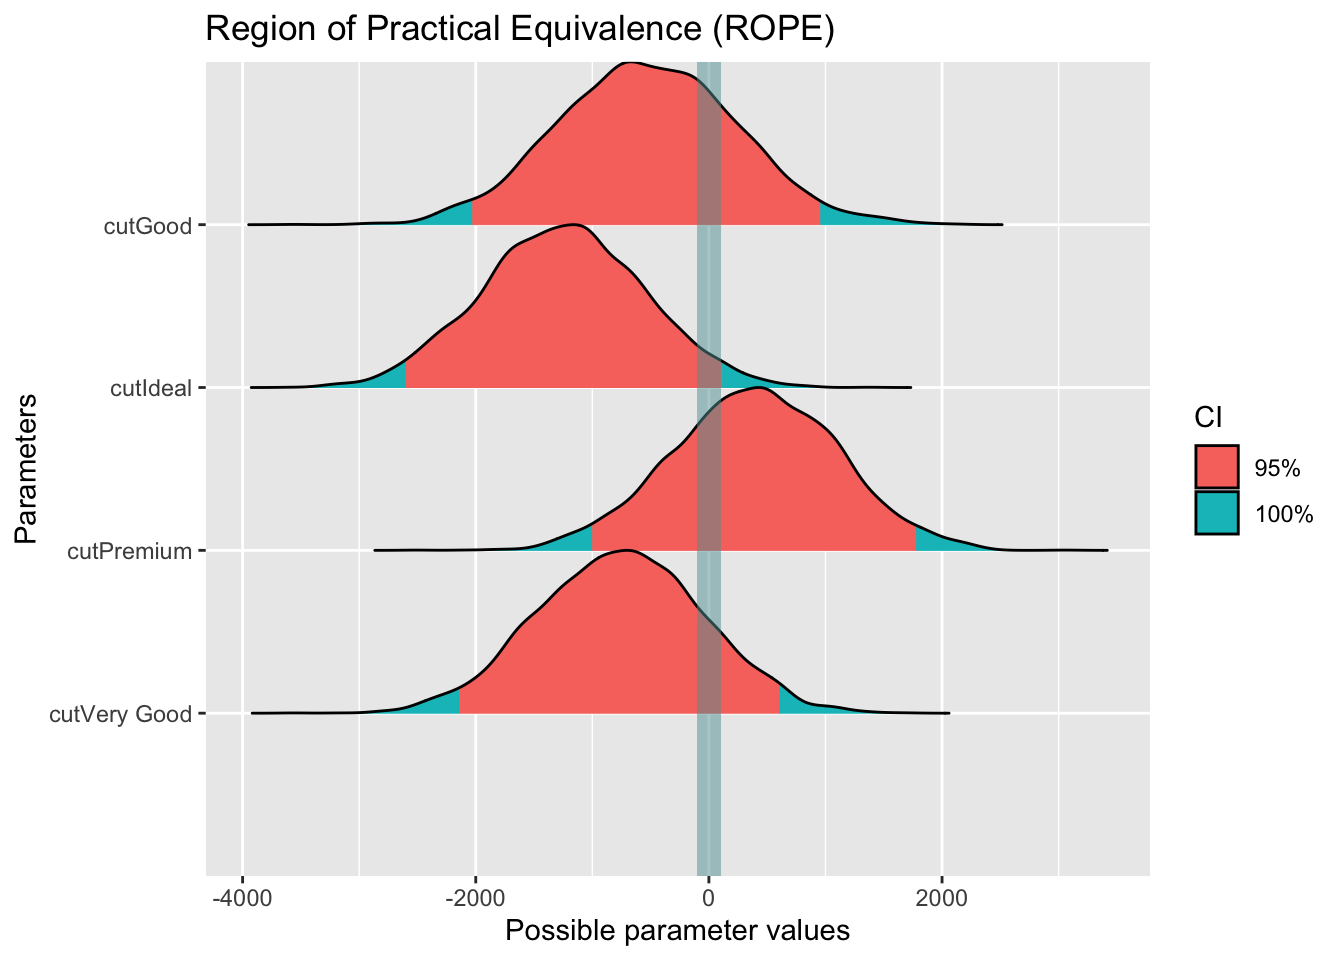 Region of Practical Equivalence (ROPE)
cutGood
cutIdeal
cutPremium
cutVery Good
Parameters
-4000
-2000
0
2000
Possible parameter values
CI
95%
100%